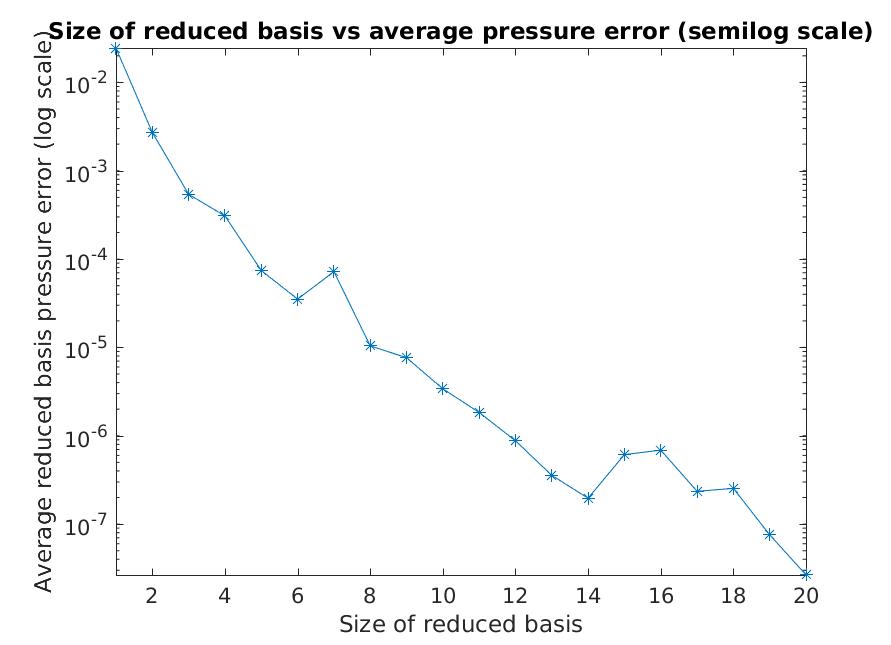 Size of reduced basis vs average pressure error (semilog scale)
Average reduced basis pressure error (log scale)
10^-2
10^-3
10^-4
10^-5
10^-6
10^-7
2 4 6 8 10 12 14 16 18 20
Size of reduced basis